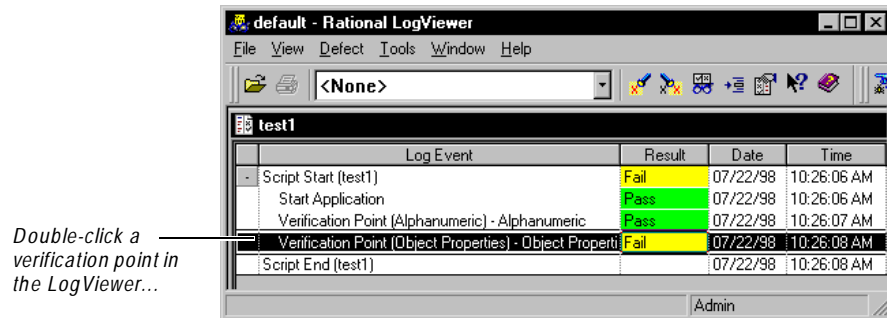 default - Rational LogViewer
File View Defect Tools Window Help
<None>
test1
Log Event Result Date Time
- Script Start (test1) Fail 07/22/98 10:26:06 AM
Start Application Pass 07/22/98 10:26:06 AM
Verification Point (Alphanumeric) - Alphanumeric Pass 07/22/98 10:26:07 AM
Verification Point (Object Properties) - Object Properti Fail 07/22/98 10:26:08 AM
Script End (test1) 07/22/98 10:26:08 AM
Admin
Double-click a
verification point in
the LogViewer...